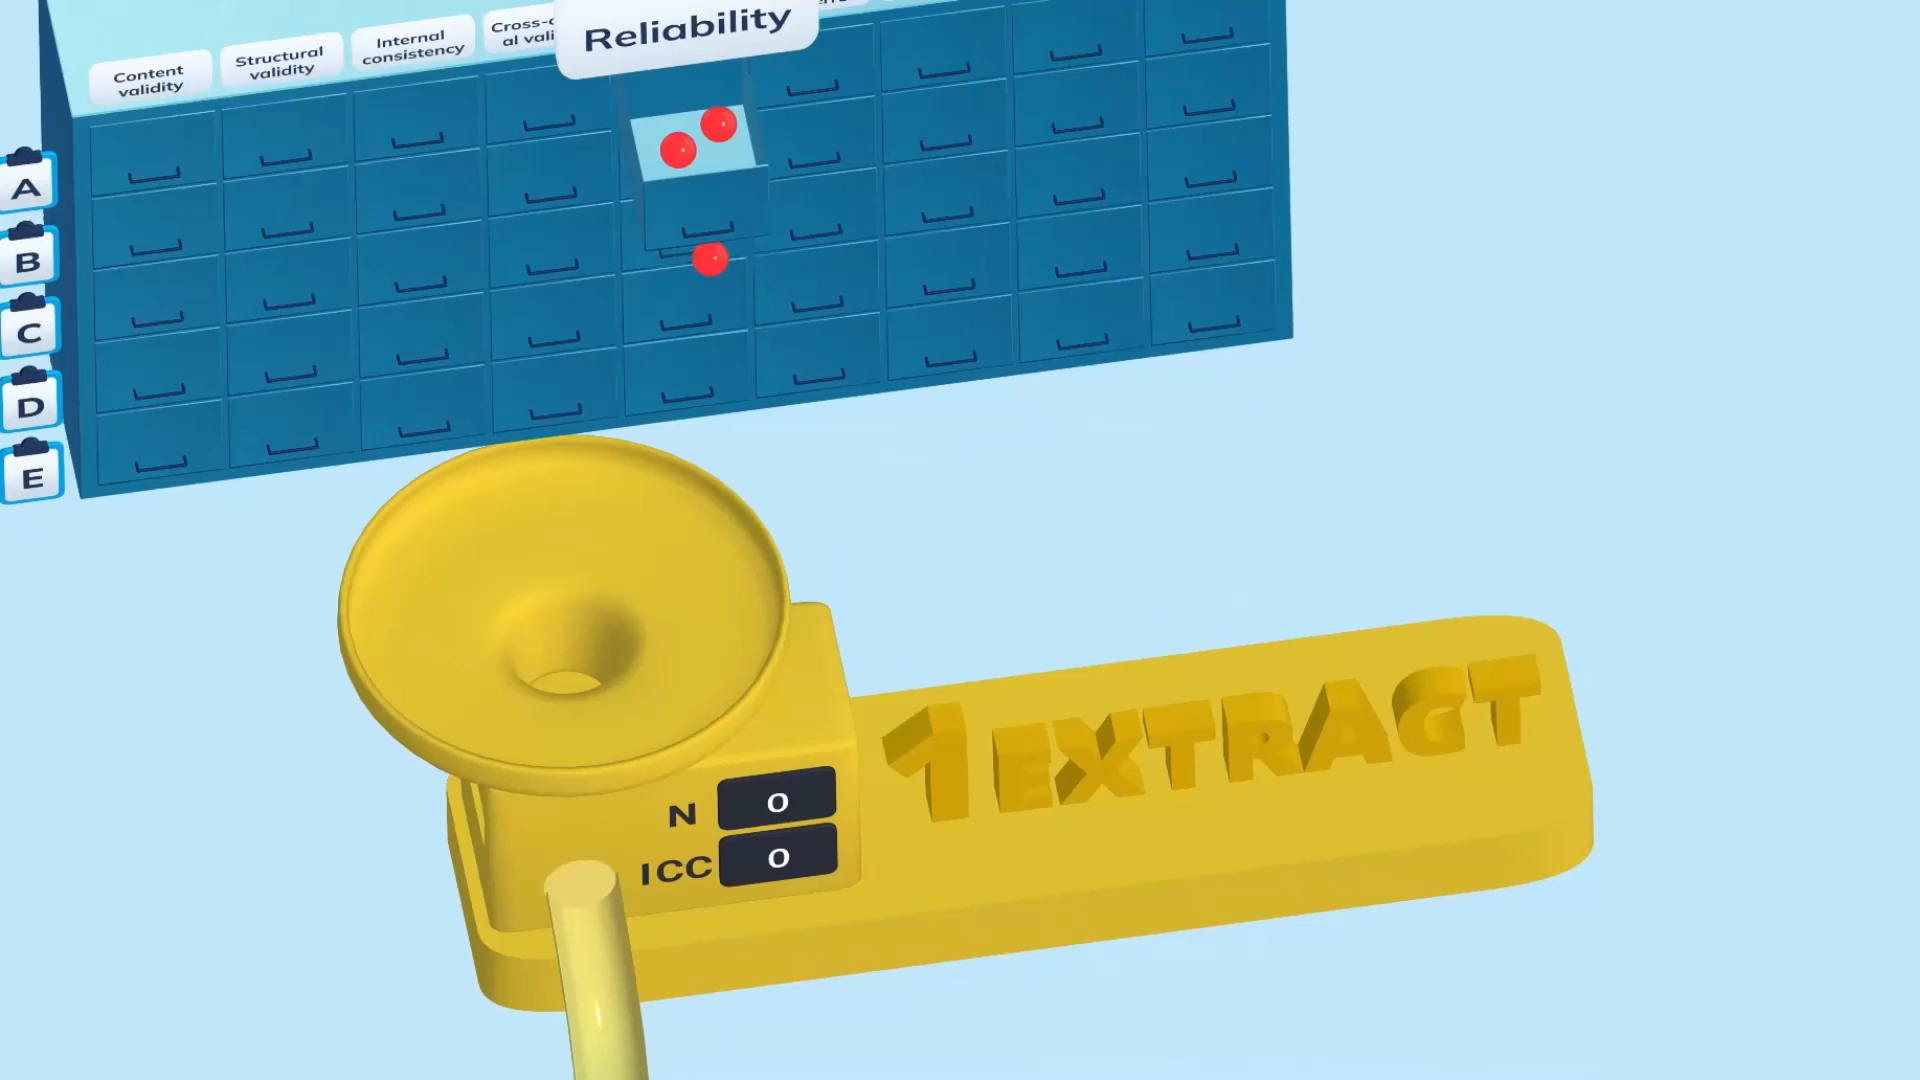 Content
validity
Structural
validity
Internal
consistency
Reliability
A
B
C
D
E
N 0
ICC 0
1 EXTRACT